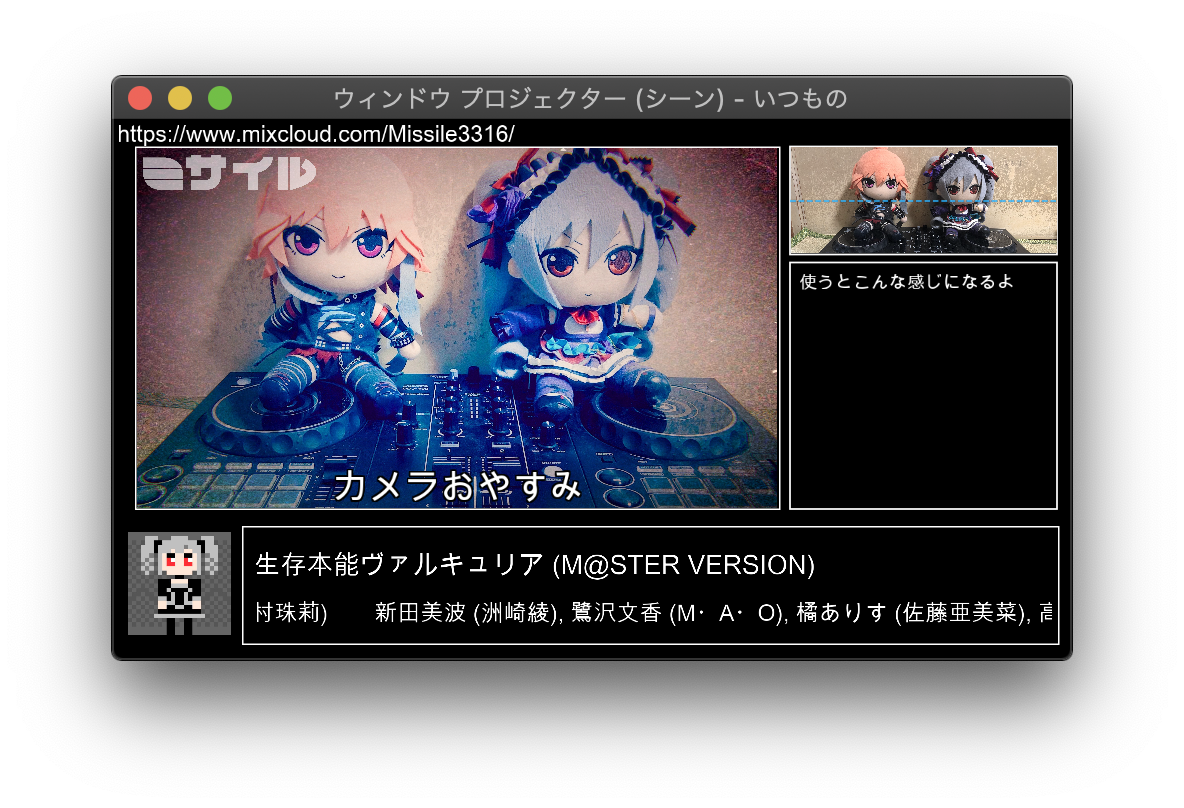 ウィンドウ プロジェクター (シーン) - いつもの
https://www.mixcloud.com/Missile3316/
ミサイル
カメラおやすみ
使うとこんな感じになるよ
生存本能ヴァルキュリア (M@STER VERSION)
村珠莉) 新田美波 (洲崎綾), 鷺沢文香 (M・A・O), 橘ありす (佐藤亜美菜), 高